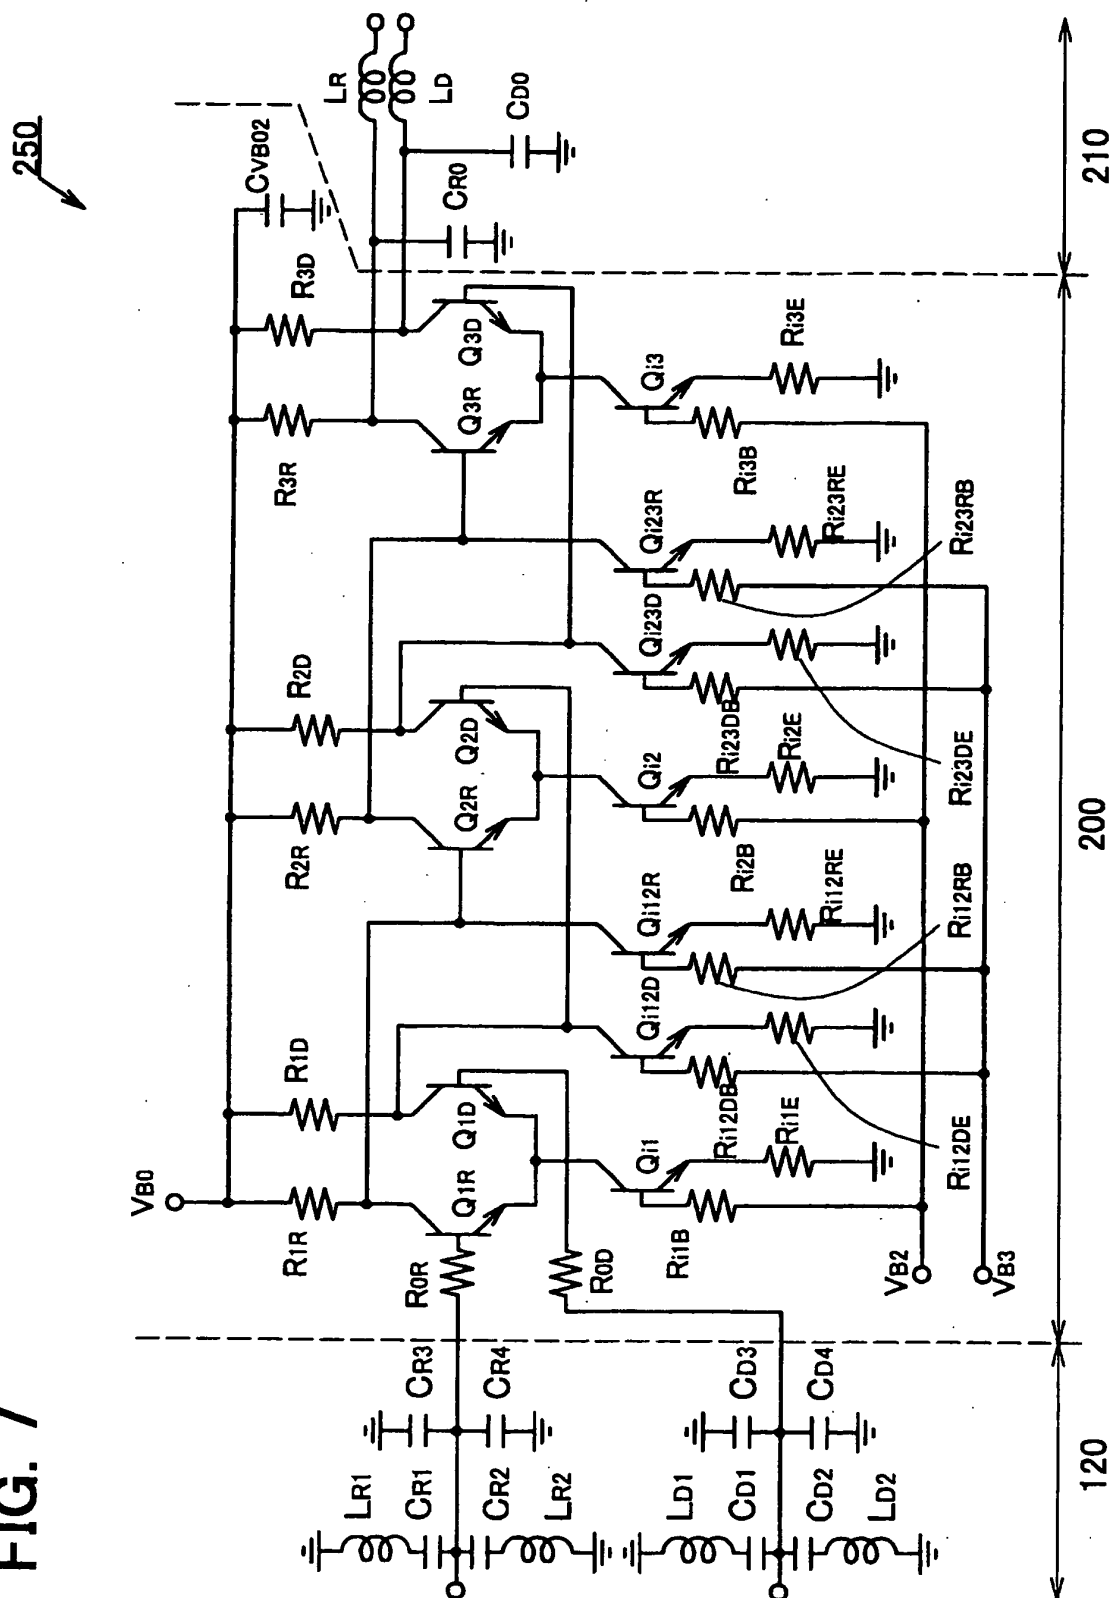 FIG. 7
250
VB0
CVB02
LR
LD
CR0
CD0
R1R
R1D
R2R
R2D
R3R
R3D
Q1R
Q1D
Q2R
Q2D
Q3R
Q3D
R0R
R0D
Qi1
Qi12D
Qi12R
Qi2
Qi23D
Qi23R
Qi3
Ri1B
Ri12DB
Ri1E
Ri12RE
Ri2B
Ri23DB
Ri2E
Ri23RE
Ri3B
Ri3E
Ri12DE
Ri12RB
Ri23DE
Ri23RB
VB2
VB3
LR1
CR1
CR2
LR2
CR3
CR4
LD1
CD1
CD2
LD2
CD3
CD4
120
200
210